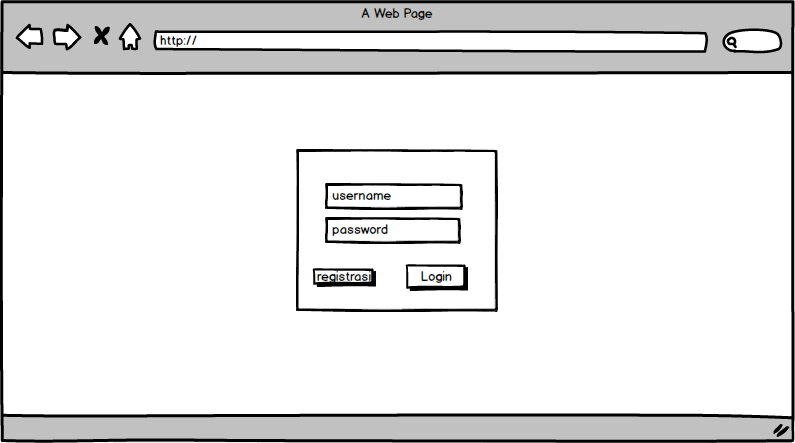 A Web Page
http://
username
password
registrasi
Login